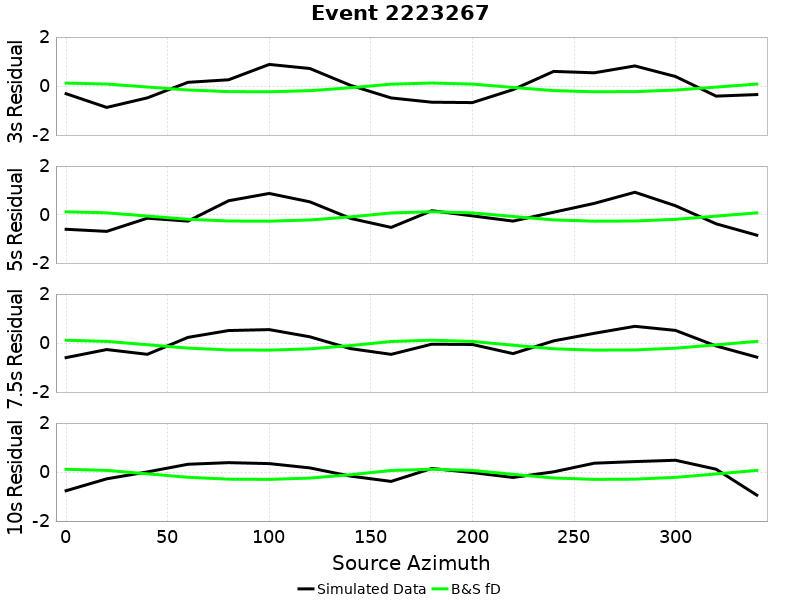 Event 2223267
3s Residual
2
0
-2
5s Residual
2
0
-2
7.5s Residual
2
0
-2
10s Residual
2
0
-2
0 50 100 150 200 250 300
Source Azimuth
Simulated Data B&S fD